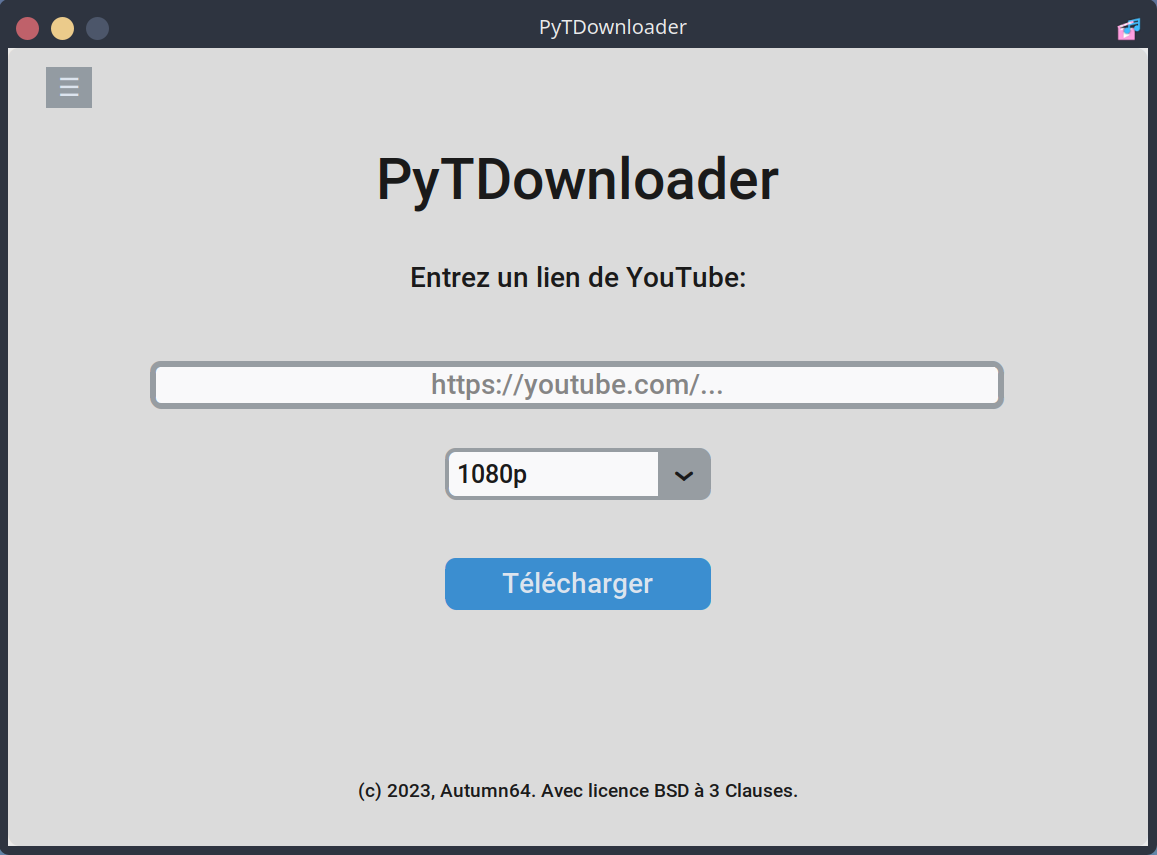 PyTDownloader
PyTDownloader
Entrez un lien de YouTube:
https://youtube.com/...
1080p
Télécharger
(c) 2023, Autumn64. Avec licence BSD à 3 Clauses.